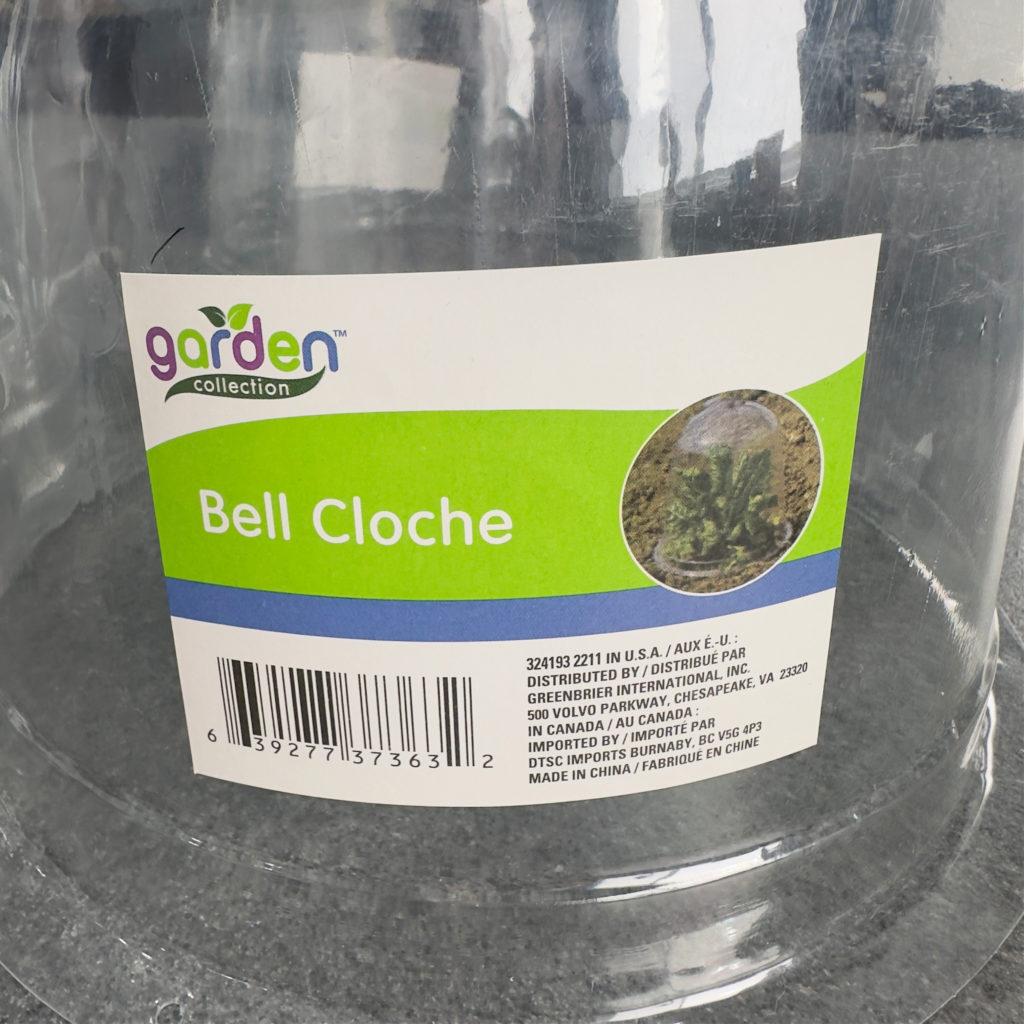 garden™
collection
Bell Cloche
6 39277 37363 2
324193 2211 IN U.S.A. / AUX É.-U. :
DISTRIBUTED BY / DISTRIBUÉ PAR
GREENBRIER INTERNATIONAL, INC.
500 VOLVO PARKWAY, CHESAPEAKE, VA 23320
IN CANADA / AU CANADA :
IMPORTED BY / IMPORTÉ PAR
DTSC IMPORTS BURNABY, BC V5G 4P3
MADE IN CHINA / FABRIQUÉ EN CHINE